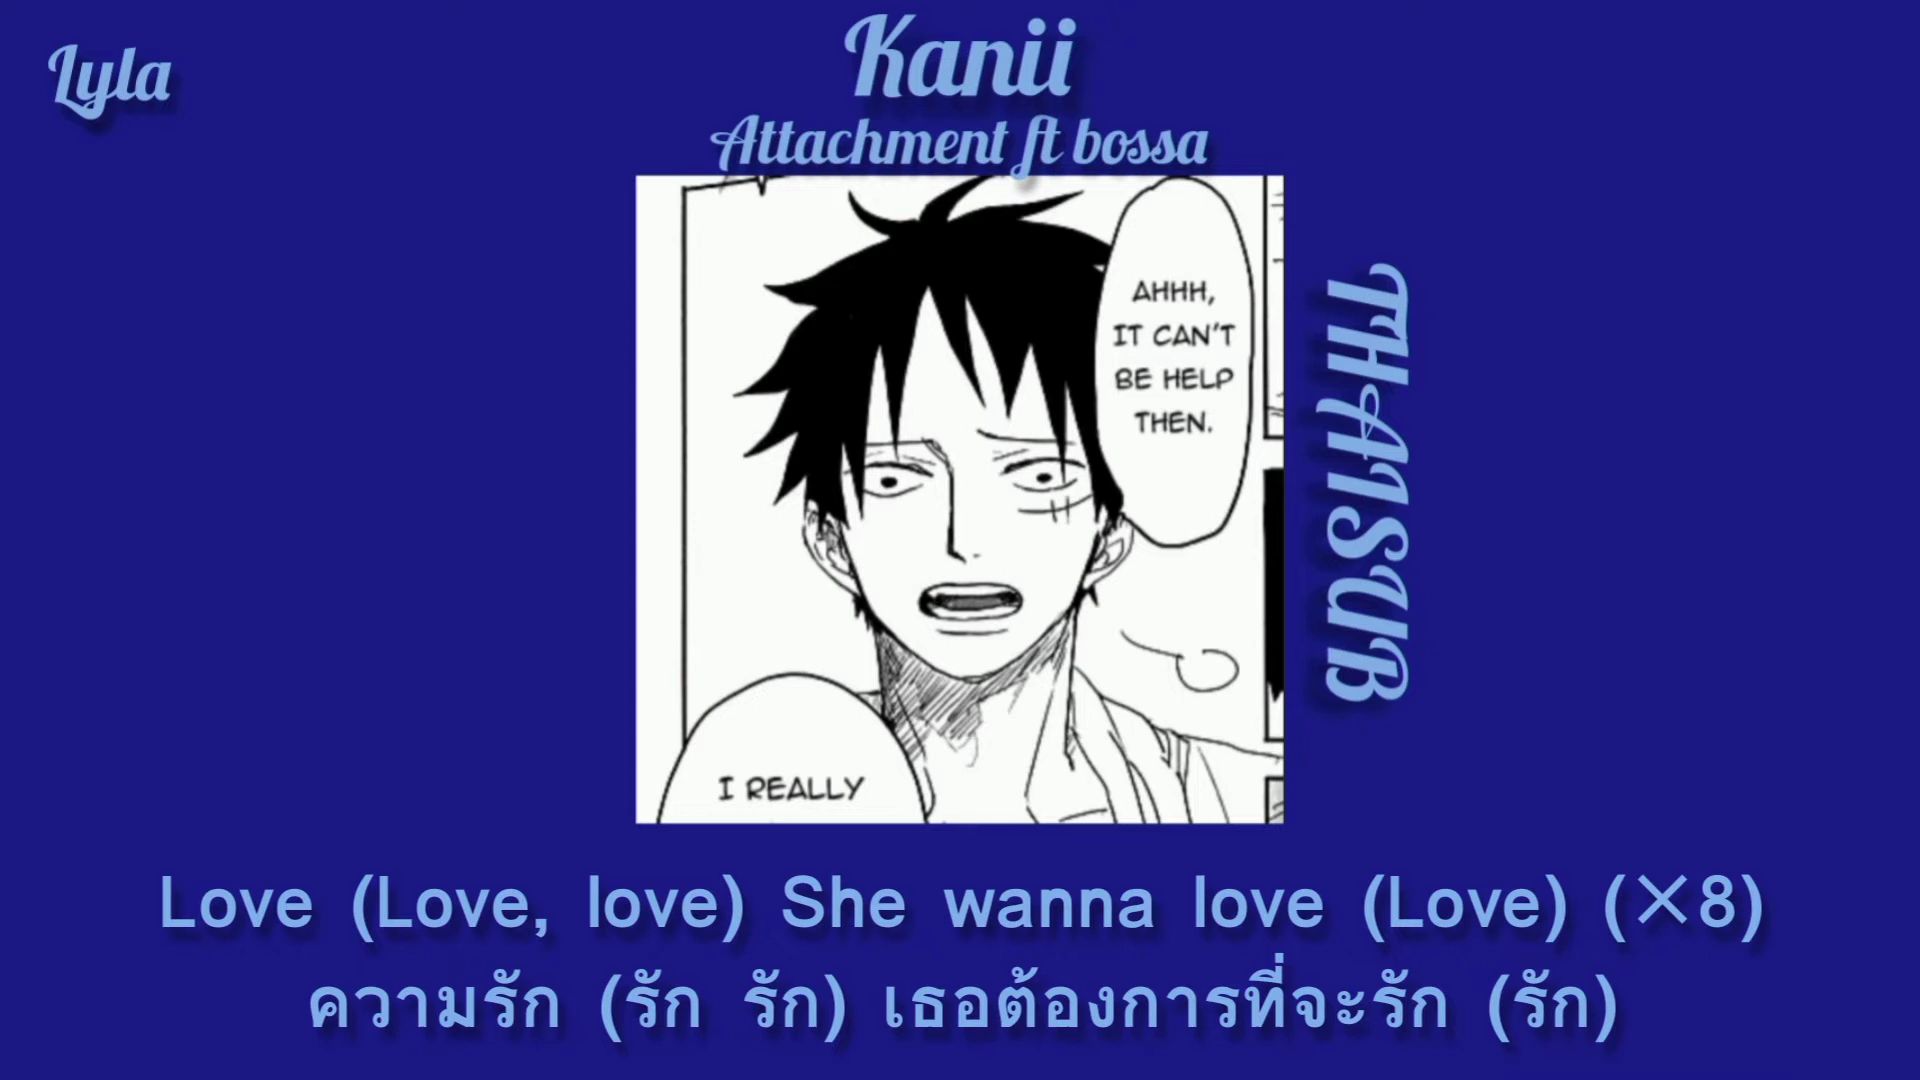 Lyla
Kanii
Attachment ft bossa
AHHH,
IT CAN'T
BE HELP
THEN.
THAISUB
I REALLY
Love (Love, love) She wanna love (Love) (×8)
ความรัก (รัก รัก) เธอต้องการที่จะรัก (รัก)